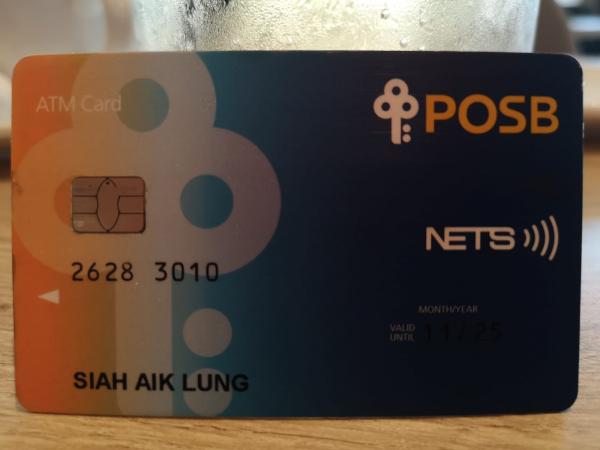 ATM Card
POSB
NETS
2628 3010
MONTH/YEAR
VALID
UNTIL 11/25
SIAH AIK LUNG